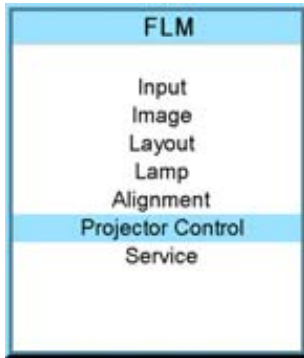 FLM
Input
Image
Layout
Lamp
Alignment
Projector Control
Service